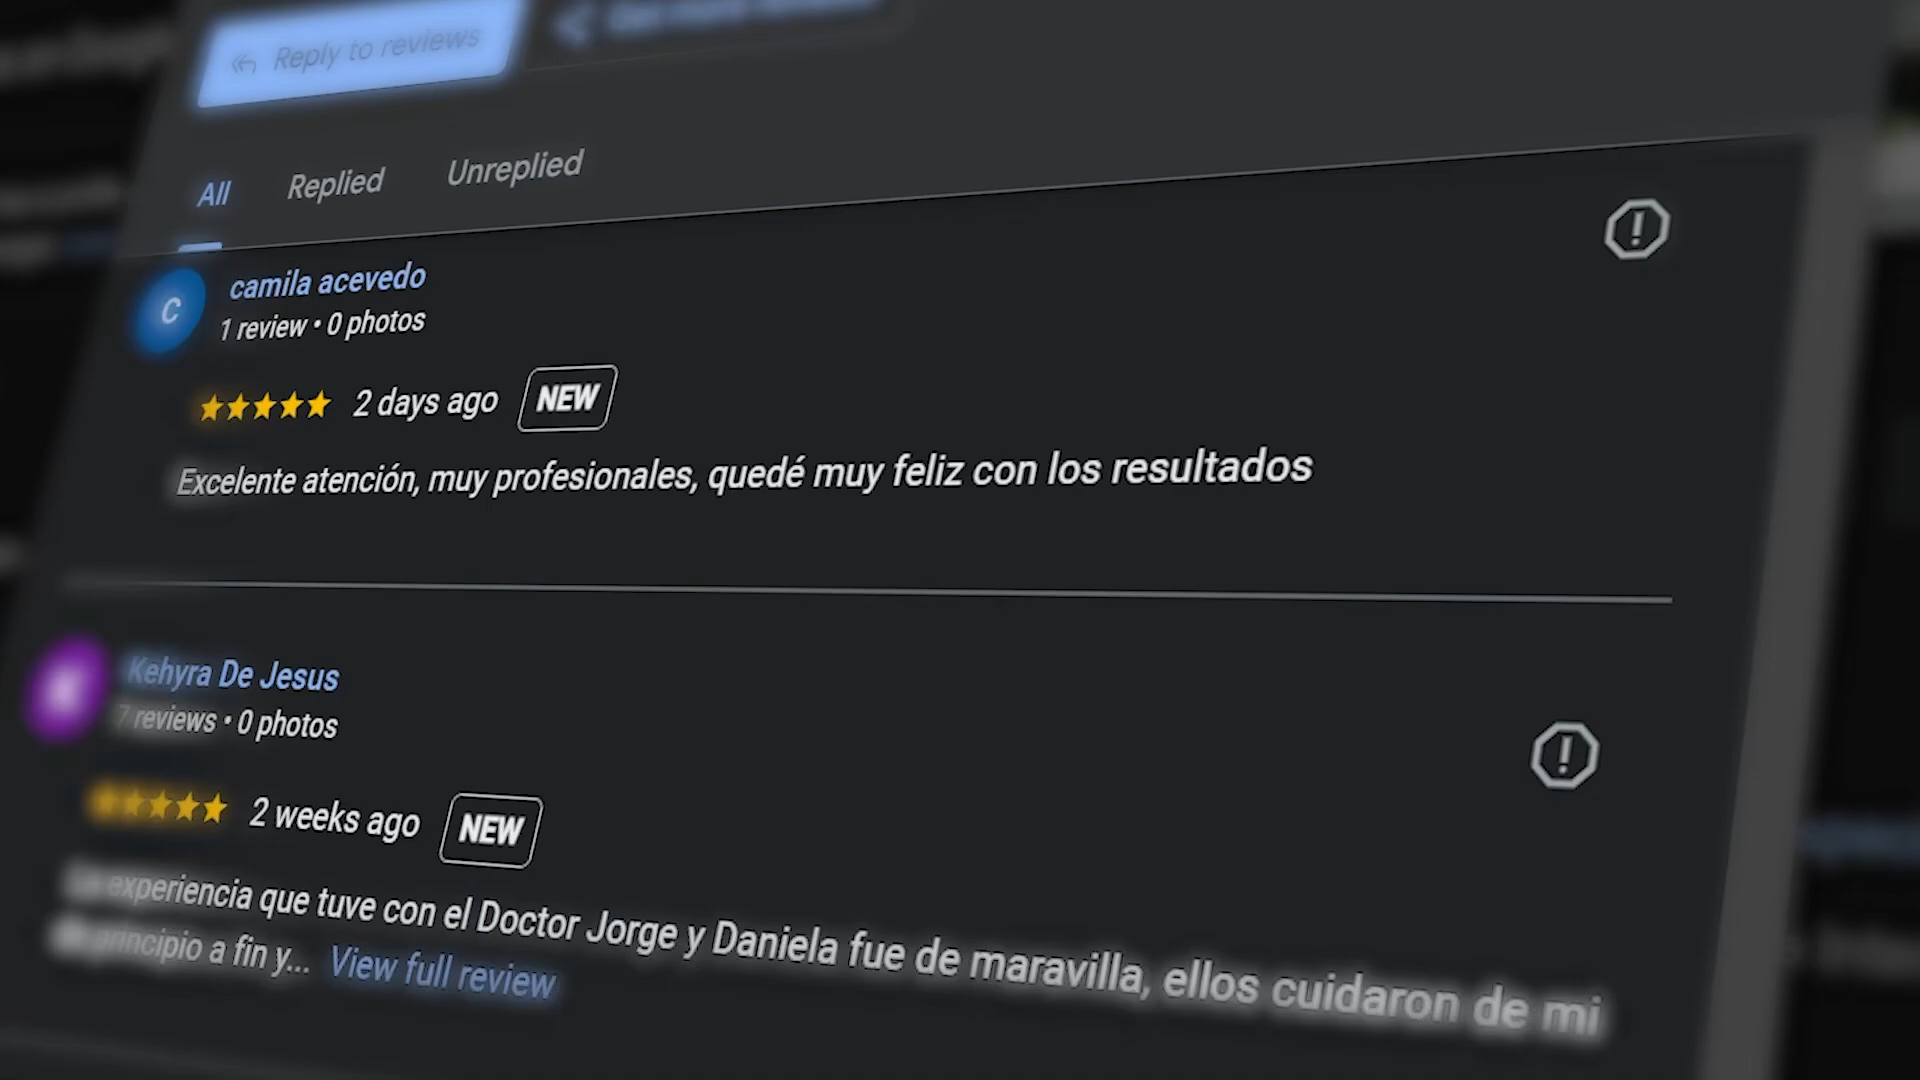 Reply to reviews
All Replied Unreplied
C
camila acevedo
1 review • 0 photos
2 days ago NEW
Excelente atención, muy profesionales, quedé muy feliz con los resultados
Kehyra De Jesus
7 reviews • 0 photos
2 weeks ago NEW
experiencia que tuve con el Doctor Jorge y Daniela fue de maravilla, ellos cuidaron de mi
principio a fin y... View full review